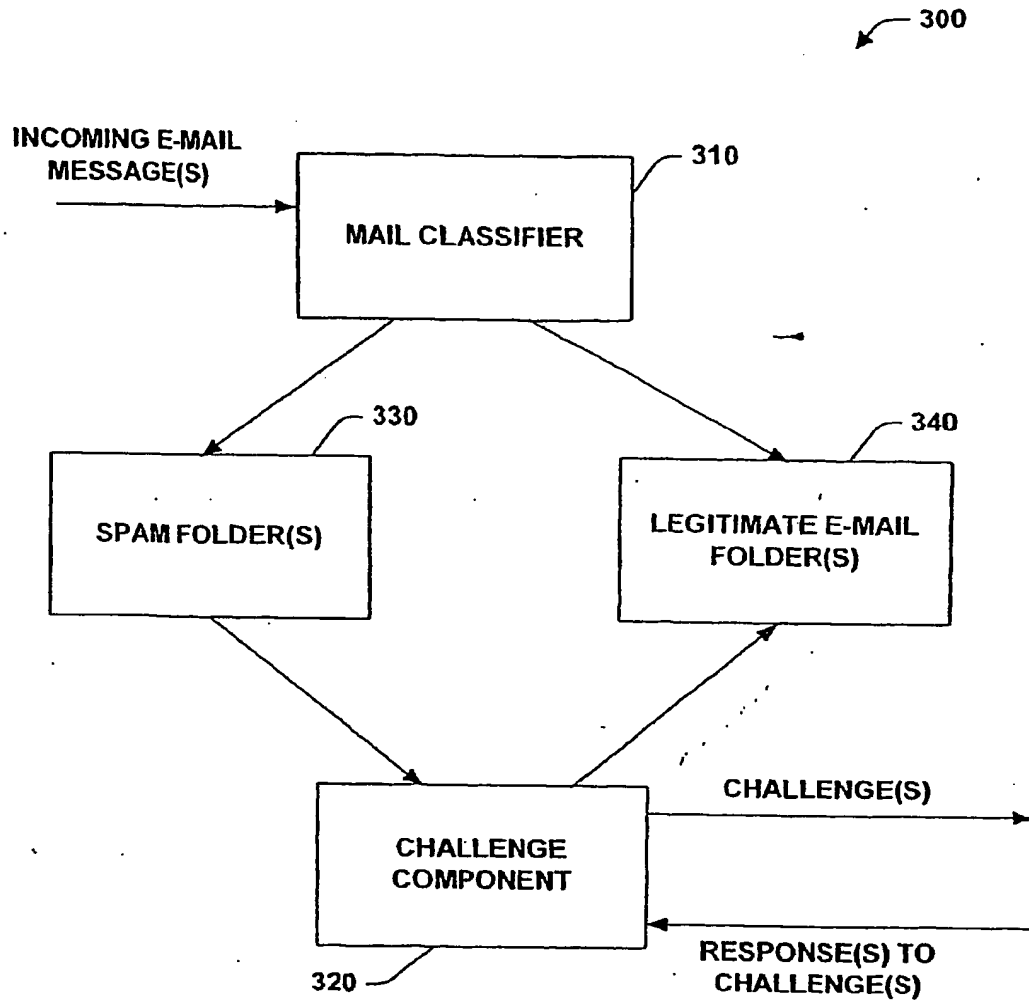 300
INCOMING E-MAIL
MESSAGE(S)
310
MAIL CLASSIFIER
330
340
SPAM FOLDER(S)
LEGITIMATE E-MAIL
FOLDER(S)
CHALLENGE(S)
CHALLENGE
COMPONENT
RESPONSE(S) TO
CHALLENGE(S)
320